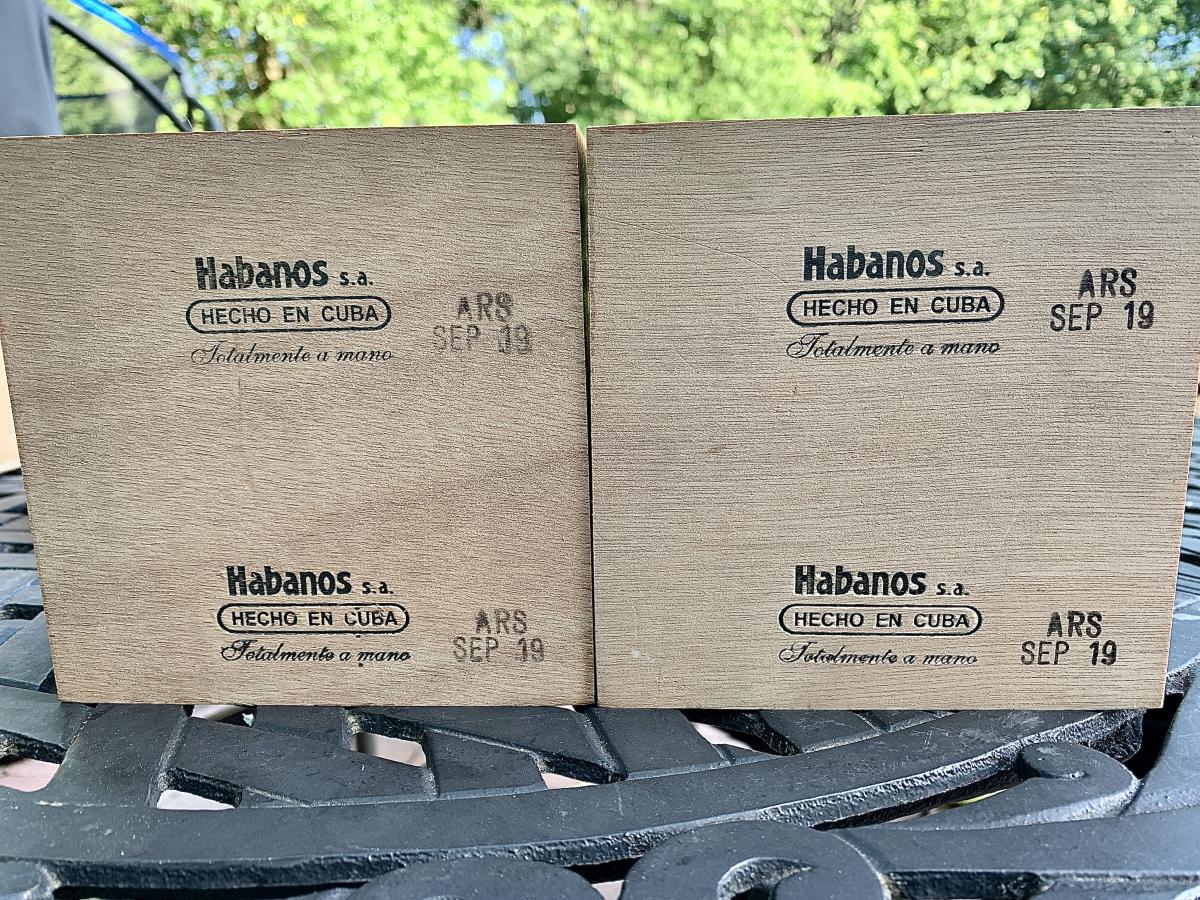 Habanos s.a.
HECHO EN CUBA
Totalmente a mano
ARS
SEP 19
Habanos s.a.
HECHO EN CUBA
Totalmente a mano
ARS
SEP 19
Habanos s.a.
HECHO EN CUBA
Totalmente a mano
ARS
SEP 19
Habanos s.a.
HECHO EN CUBA
Totalmente a mano
ARS
SEP 19